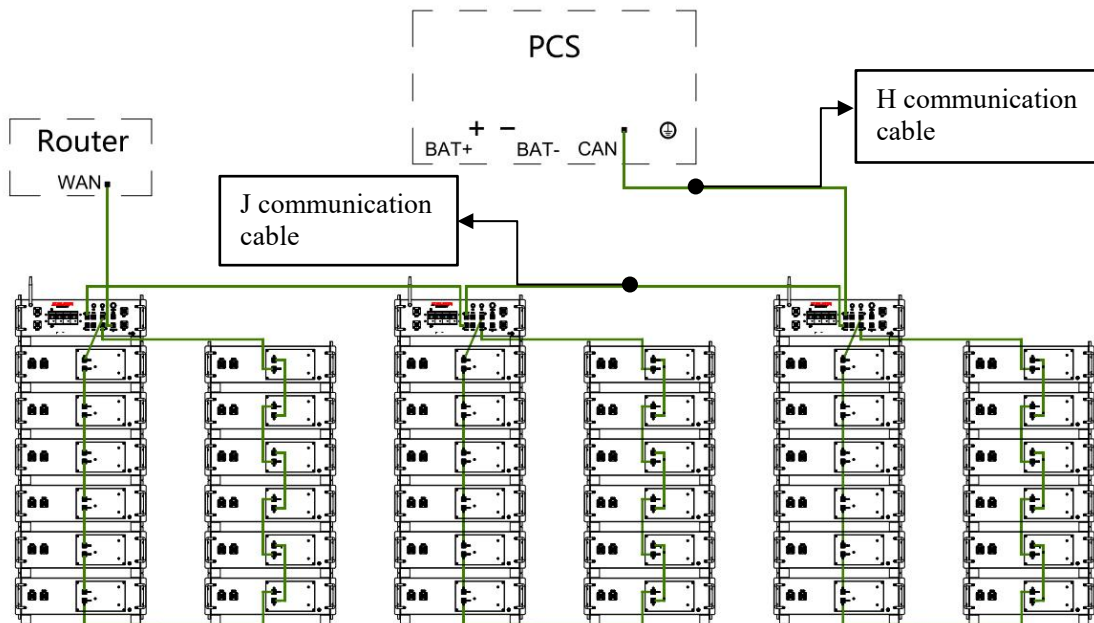 PCS
H communication
cable
+ −
BAT+ BAT- CAN
Router
WAN
J communication
cable